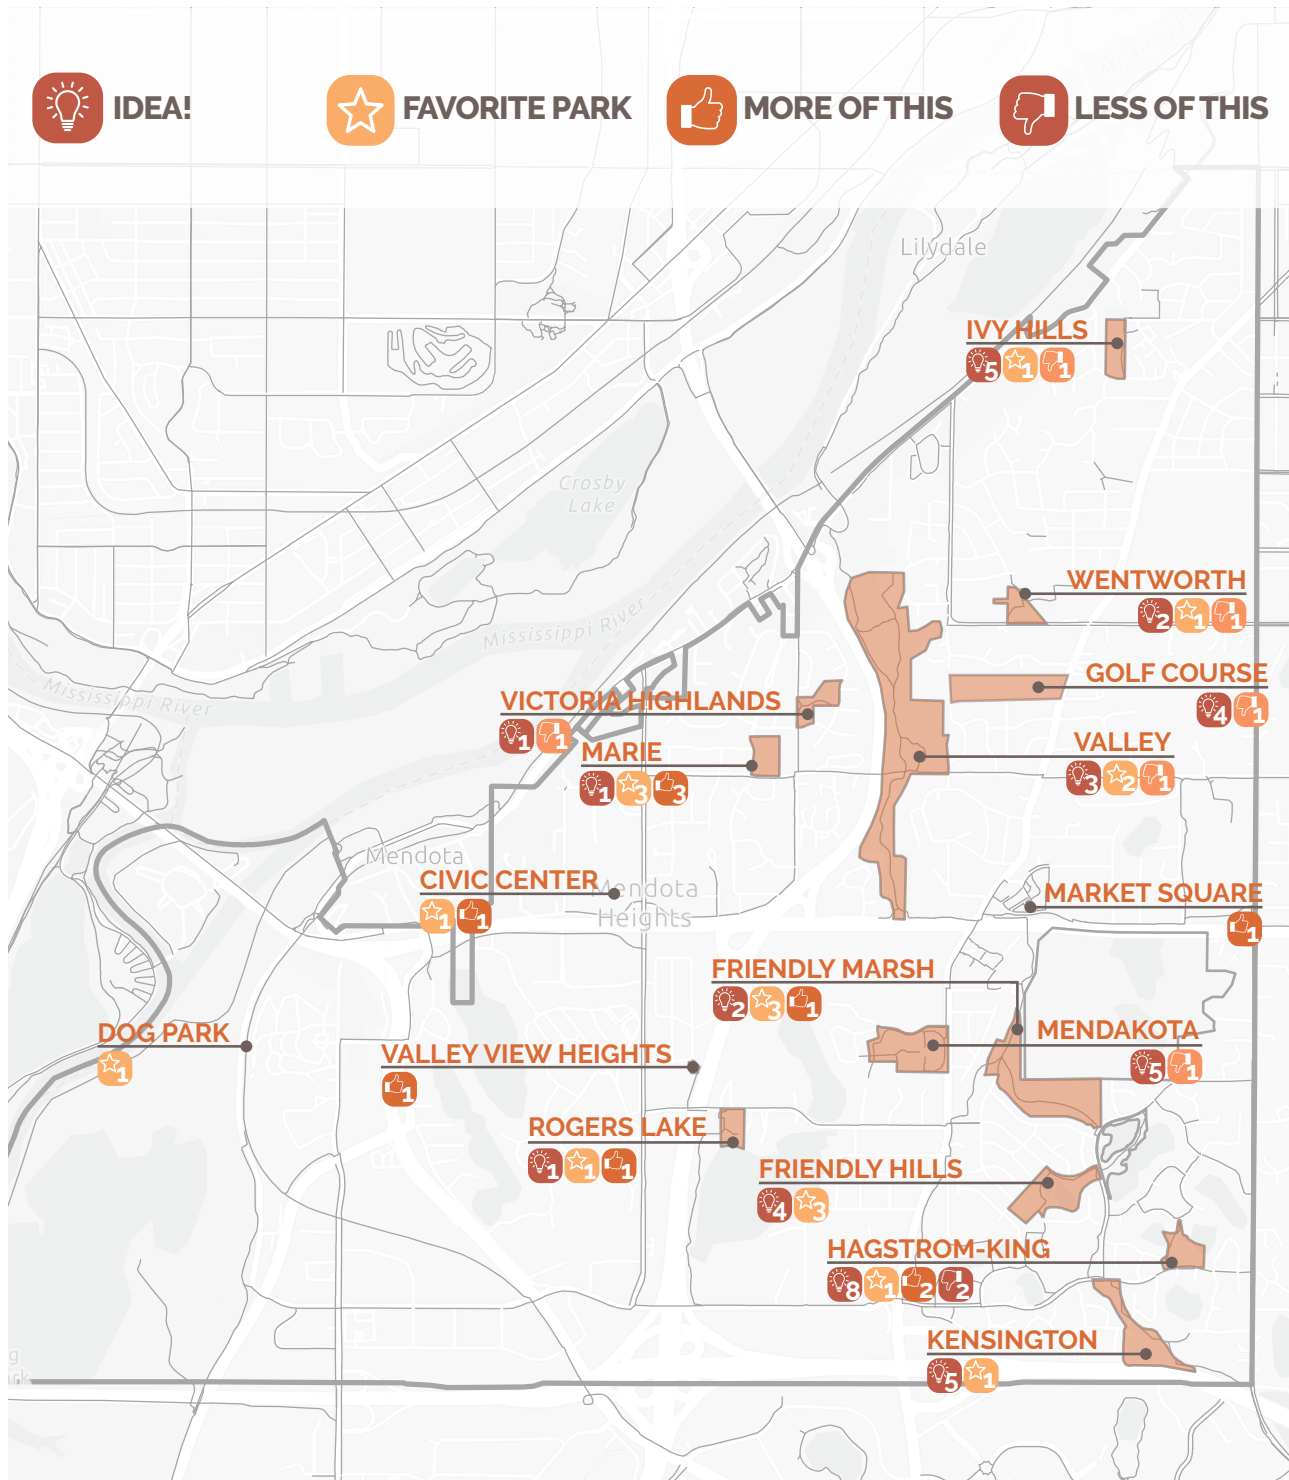 IDEA!
FAVORITE PARK
MORE OF THIS
LESS OF THIS
Mississippi
Lilydale
IVY HILLS
5 1 1
Crosby
Lake
WENTWORTH
2 1 1
Mississippi River
Mississippi River
GOLF COURSE
4 1
VICTORIA HIGHLANDS
1 1
VALLEY
3 2 1
MARIE
1 3 3
Mendota
CIVIC CENTER
1 1
Mendota
Heights
MARKET SQUARE
1
FRIENDLY MARSH
2 3 1
DOG PARK
1
MENDAKOTA
5 1
VALLEY VIEW HEIGHTS
1
ROGERS LAKE
1 1 1
FRIENDLY HILLS
4 3
HAGSTROM-KING
8 1 2 2
KENSINGTON
5 1